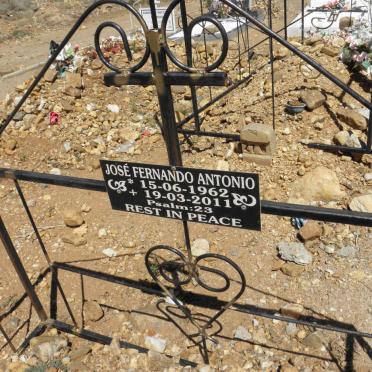 JOSÉ FERNANDO ANTONIO
* 15-06-1962
+ 19-03-2011
Psalm:23
REST IN PEACE